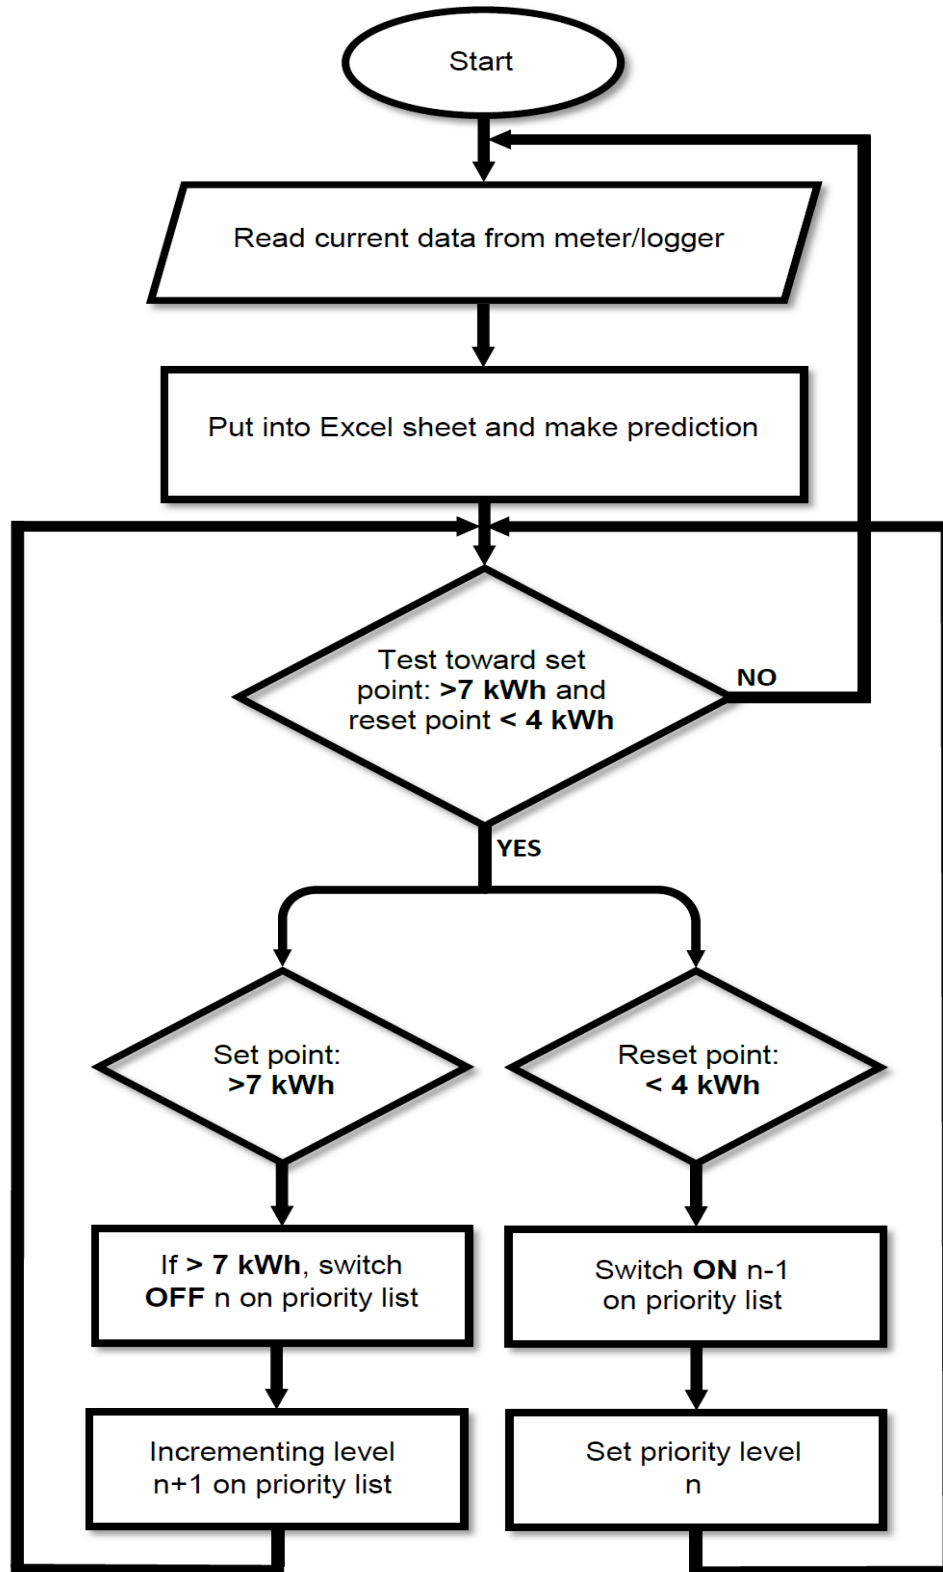 Start
Read current data from meter/logger
Put into Excel sheet and make prediction
Test toward set
point: >7 kWh and
reset point < 4 kWh
NO
YES
Set point:
>7 kWh
Reset point:
< 4 kWh
If > 7 kWh, switch
OFF n on priority list
Switch ON n-1
on priority list
Incrementing level
n+1 on priority list
Set priority level
n